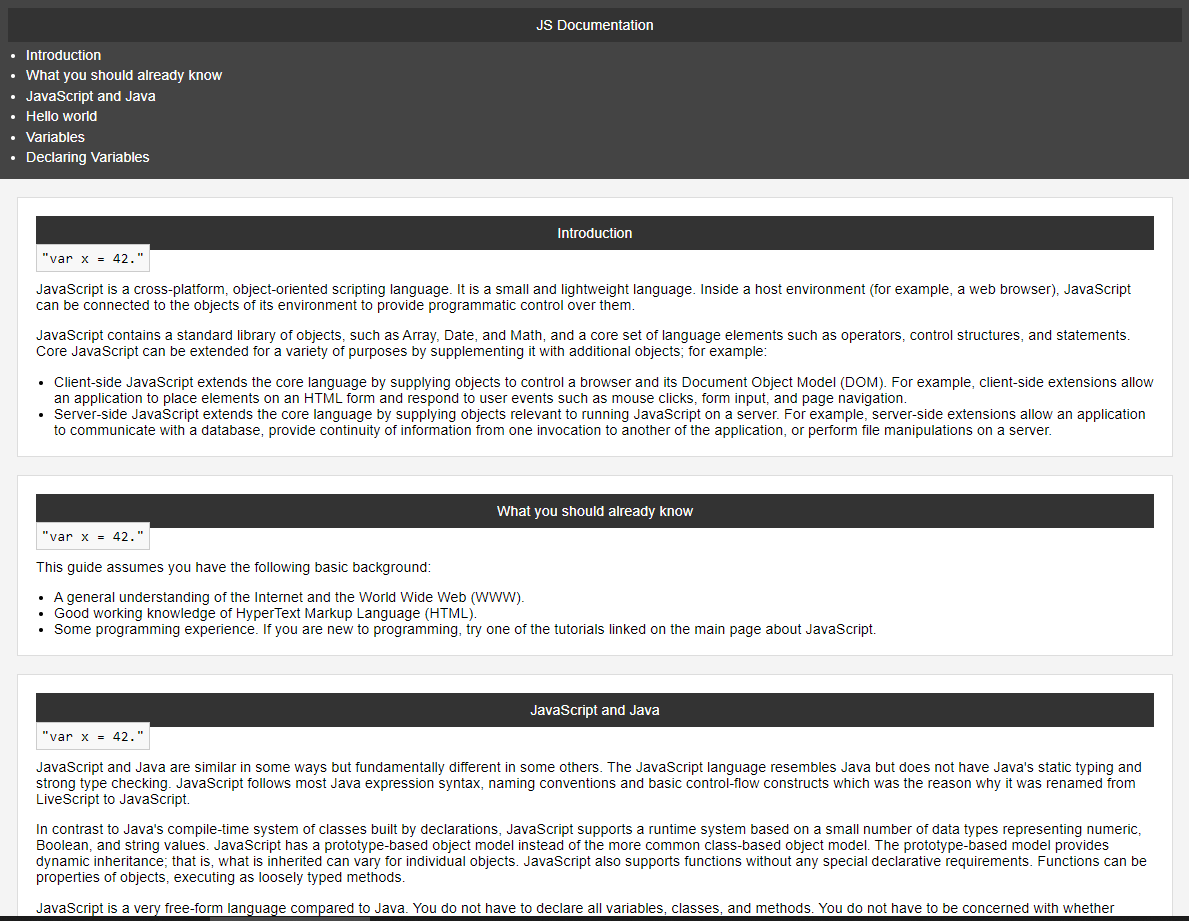 JS Documentation
Introduction
What you should already know
JavaScript and Java
Hello world
Variables
Declaring Variables
Introduction
"var x = 42."
JavaScript is a cross-platform, object-oriented scripting language. It is a small and lightweight language. Inside a host environment (for example, a web browser), JavaScript
can be connected to the objects of its environment to provide programmatic control over them.
JavaScript contains a standard library of objects, such as Array, Date, and Math, and a core set of language elements such as operators, control structures, and statements.
Core JavaScript can be extended for a variety of purposes by supplementing it with additional objects; for example:
Client-side JavaScript extends the core language by supplying objects to control a browser and its Document Object Model (DOM). For example, client-side extensions allow
an application to place elements on an HTML form and respond to user events such as mouse clicks, form input, and page navigation.
Server-side JavaScript extends the core language by supplying objects relevant to running JavaScript on a server. For example, server-side extensions allow an application
to communicate with a database, provide continuity of information from one invocation to another of the application, or perform file manipulations on a server.
What you should already know
"var x = 42."
This guide assumes you have the following basic background:
A general understanding of the Internet and the World Wide Web (WWW).
Good working knowledge of HyperText Markup Language (HTML).
Some programming experience. If you are new to programming, try one of the tutorials linked on the main page about JavaScript.
JavaScript and Java
"var x = 42."
JavaScript and Java are similar in some ways but fundamentally different in some others. The JavaScript language resembles Java but does not have Java's static typing and
strong type checking. JavaScript follows most Java expression syntax, naming conventions and basic control-flow constructs which was the reason why it was renamed from
LiveScript to JavaScript.
In contrast to Java's compile-time system of classes built by declarations, JavaScript supports a runtime system based on a small number of data types representing numeric,
Boolean, and string values. JavaScript has a prototype-based object model instead of the more common class-based object model. The prototype-based model provides
dynamic inheritance; that is, what is inherited can vary for individual objects. JavaScript also supports functions without any special declarative requirements. Functions can be
properties of objects, executing as loosely typed methods.
JavaScript is a very free-form language compared to Java. You do not have to declare all variables, classes, and methods. You do not have to be concerned with whether